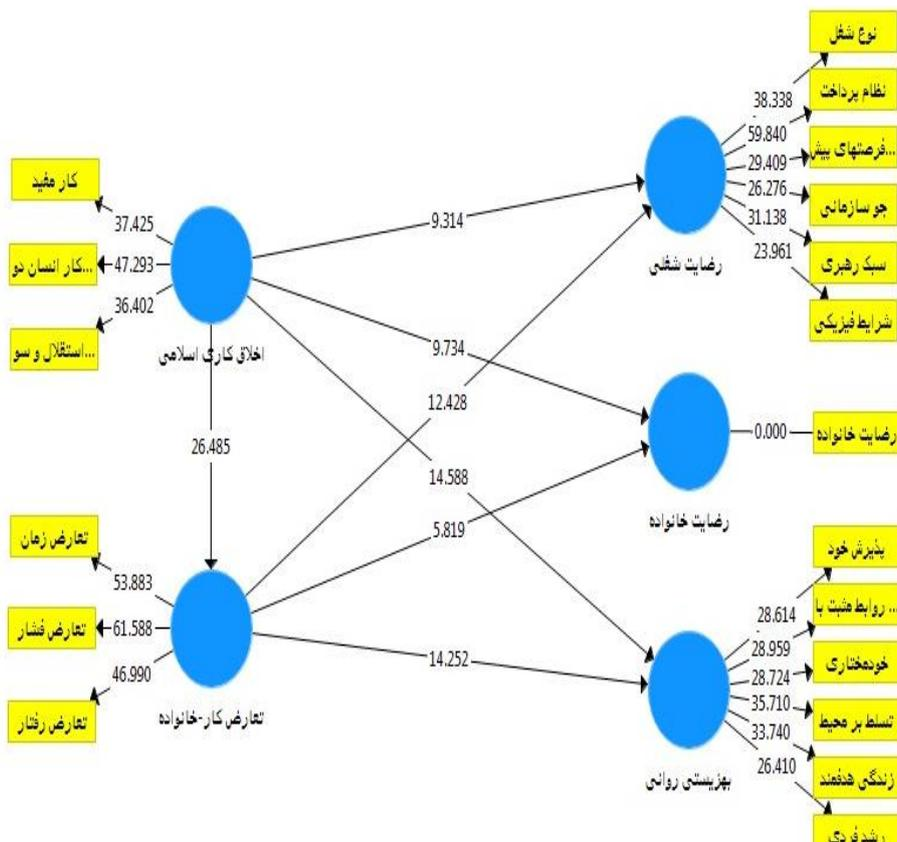 نوع شغل
38.338
نظام پرداخت
59.840
فرصتهای پیش...
29.409
جو سازمانی
26.276
سبک رهبری
31.138
شرایط فیزیکی
23.961
رضایت شغلی
کار مفید
37.425
کار انسان دو...
47.293
استقلال و سو...
36.402
اخلاق کاری اسلامی
9.314
9.734
12.428
14.588
26.485
5.819
14.252
رضایت خانواده
0.000
رضایت خانواده
تعارض زمان
53.883
تعارض فشار
61.588
تعارض رفتار
46.990
تعارض کار-خانواده
پذیرش خود
28.614
روابط مثبت با ...
28.959
خودمختاری
28.724
تسلط بر محیط
35.710
زندگی هدفمند
33.740
رشد فردی
26.410
بهزیستی روانی